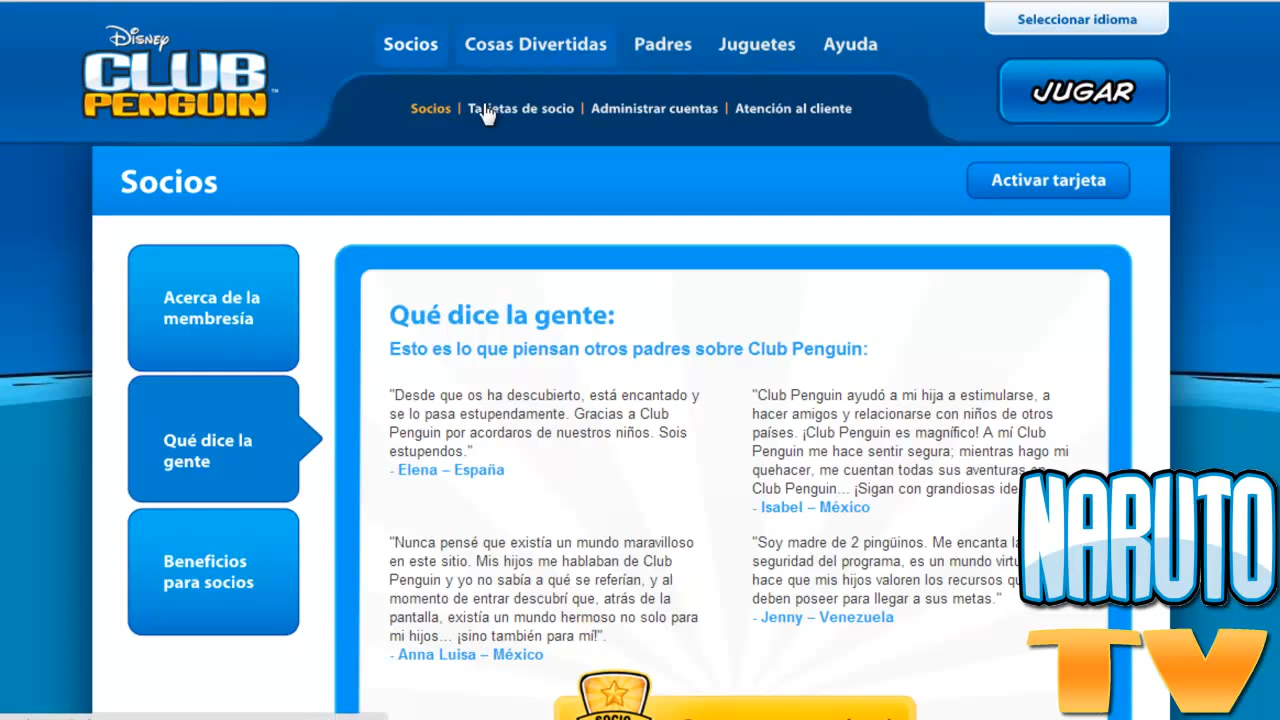 Seleccionar idioma
Disney
CLUB
PENGUIN
Socios Cosas Divertidas Padres Juguetes Ayuda
JUGAR
Socios | Tarjetas de socio | Administrar cuentas | Atención al cliente
Socios
Activar tarjeta
Acerca de la
membresía
Qué dice la
gente
Beneficios
para socios
Qué dice la gente:
Esto es lo que piensan otros padres sobre Club Penguin:
"Desde que os ha descubierto, está encantado y
se lo pasa estupendamente. Gracias a Club
Penguin por acordaros de nuestros niños. Sois
estupendos."
- Elena – España
"Club Penguin ayudó a mi hija a estimularse, a
hacer amigos y relacionarse con niños de otros
países. ¡Club Penguin es magnífico! A mí Club
Penguin me hace sentir segura; mientras hago mi
quehacer, me cuentan todas sus aventuras en
Club Penguin... ¡Sigan con grandiosas
- Isabel – México
"Nunca pensé que existía un mundo maravilloso
en este sitio. Mis hijos me hablaban de Club
Penguin y yo no sabía a qué se referían, y al
momento de entrar descubrí que, atrás de la
pantalla, existía un mundo hermoso no solo para
mi hijos... ¡sino también para mí!".
- Anna Luisa – México
"Soy madre de 2 pingüinos. Me encanta
seguridad del programa, es un mundo
hace que mis hijos valoren los recursos
deben poseer para llegar a sus metas."
- Jenny – Venezuela
NARUTO
TV
SOCIO